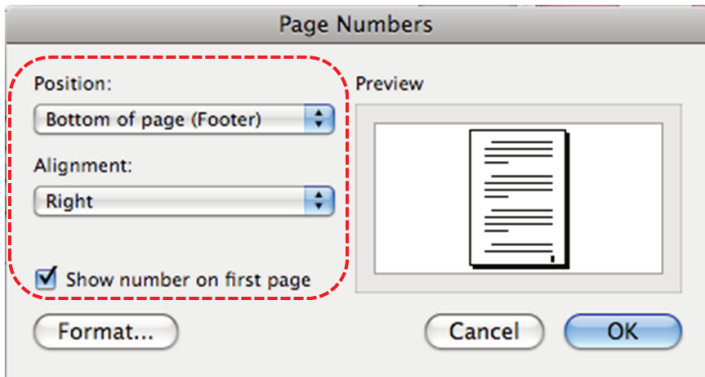 Page Numbers
Position:
Preview
Bottom of page (Footer)
Alignment:
Right
Show number on first page
Format...
Cancel
OK